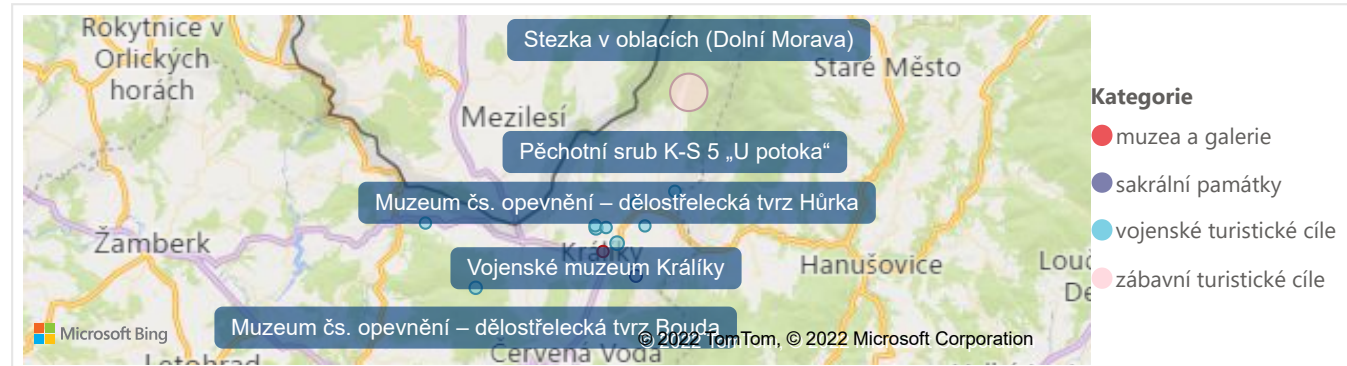 Rokytnice v
Orlických
horách
Stezka v oblacích (Dolní Morava)
Staré Město
Mezilesí
Pěchotní srub K-S 5 „U potoka“
Muzeum čs. opevnění – dělostřelecká tvrz Hůrka
Žamberk
Králíky
Vojenské muzeum Králíky
Hanušovice
Muzeum čs. opevnění – dělostřelecká tvrz Bouda
Microsoft Bing
© 2022 TomTom, © 2022 Microsoft Corporation
Letohrad
Červená Voda
Kategorie
muzea a galerie
sakrální památky
vojenské turistické cíle
zábavní turistické cíle